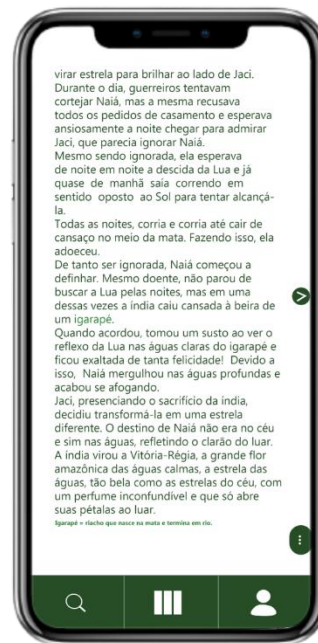 virar estrela para brilhar ao lado de Jaci.
Durante o dia, guerreiros tentavam
cortejar Naiá, mas a mesma recusava
todos os pedidos de casamento e esperava
ansiosamente a noite chegar para admirar
Jaci, que parecia ignorar Naiá.
Mesmo sendo ignorada, ela esperava
de noite em noite a descida da Lua e já
quase de manhã saia correndo em
sentido oposto ao Sol para tentar alcançá-
la.
Todas as noites, corria e corria até cair de
cansaço no meio da mata. Fazendo isso, ela
adoeceu.
De tanto ser ignorada, Naiá começou a
definhar. Mesmo doente, não parou de
buscar a Lua pelas noites, mas em uma
dessas vezes a índia caiu cansada à beira de
um igarapé.
Quando acordou, tomou um susto ao ver o
reflexo da Lua nas águas claras do igarapé e
ficou exaltada de tanta felicidade! Devido a
isso, Naiá mergulhou nas águas profundas e
acabou se afogando.
Jaci, presenciando o sacrifício da índia,
decidiu transformá-la em uma estrela
diferente. O destino de Naiá não era no céu
e sim nas águas, refletindo o clarão do luar.
A índia virou a Vitória-Régia, a grande flor
amazônica das águas calmas, a estrela das
águas, tão bela como as estrelas do céu, com
um perfume inconfundível e que só abre
suas pétalas ao luar.
Igarapé = riacho que nasce na mata e termina em rio.